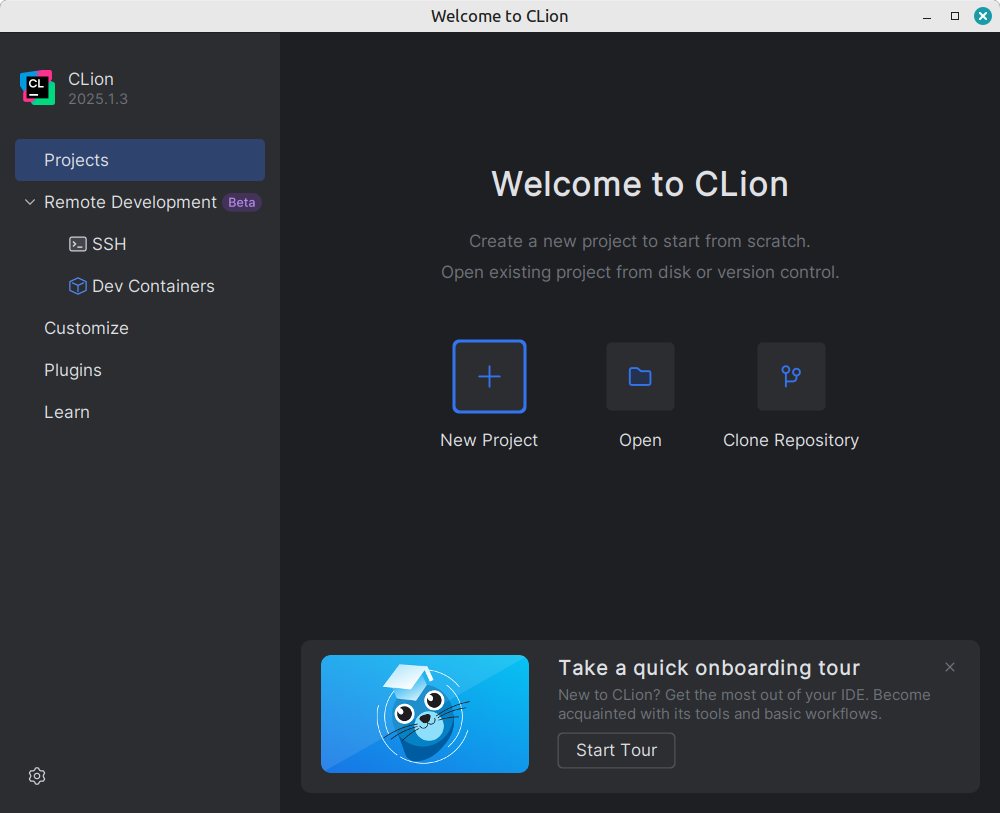 Welcome to CLion
CL
CLion
2025.1.3
Projects
Remote Development Beta
SSH
Dev Containers
Customize
Plugins
Learn
Welcome to CLion
Create a new project to start from scratch.
Open existing project from disk or version control.
New Project
Open
Clone Repository
Take a quick onboarding tour
New to CLion? Get the most out of your IDE. Become
acquainted with its tools and basic workflows.
Start Tour